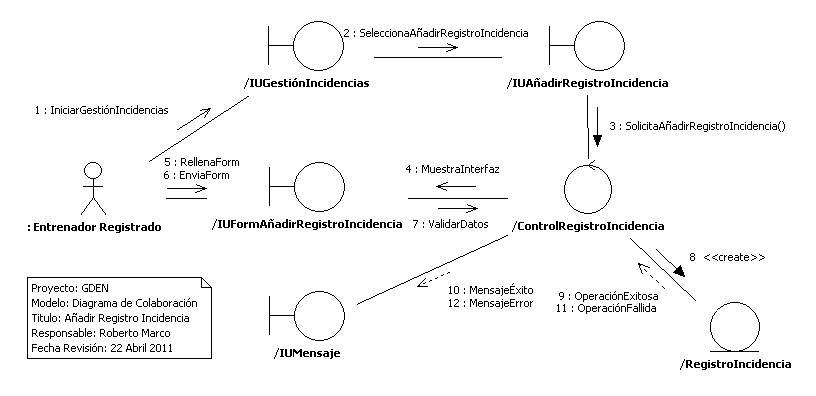 2 : SeleccionaAñadirRegistroIncidencia
/IUGestiónIncidencias
/IUAñadirRegistroIncidencia
1 : IniciarGestiónIncidencias
3 : SolicitaAñadirRegistroIncidencia()
5 : RellenaForm
6 : EnviaForm
4 : MuestraInterfaz
: Entrenador Registrado
/IUFormAñadirRegistroIncidencia
7 : ValidarDatos
/ControlRegistroIncidencia
8 <<create>>
10 : MensajeÉxito
12 : MensajeError
9 : OperaciónExitosa
11 : OperaciónFallida
Proyecto: GDEN
Modelo: Diagrama de Colaboración
Titulo: Añadir Registro Incidencia
Responsable: Roberto Marco
Fecha Revisión: 22 Abril 2011
/IUMensaje
/RegistroIncidencia